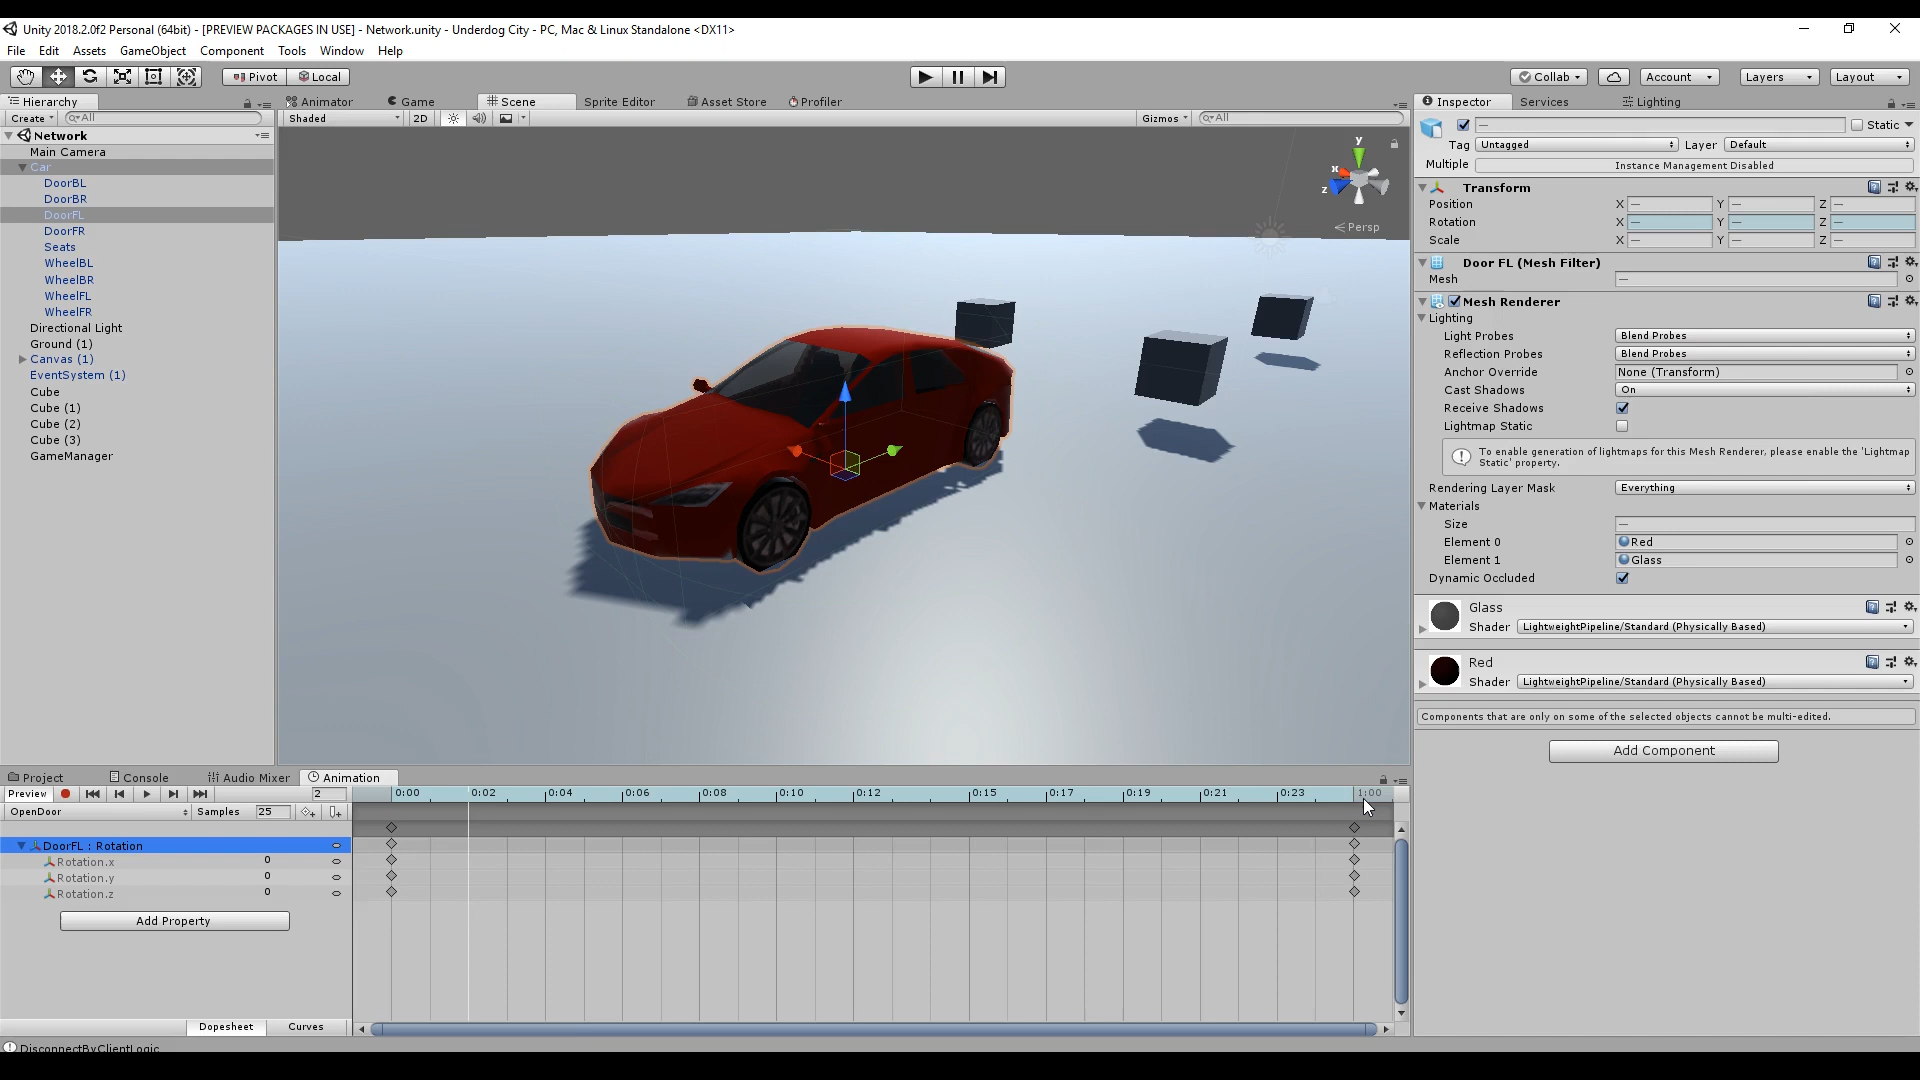 Unity 2018.2.0f2 Personal (64bit) - [PREVIEW PACKAGES IN USE] - Network.unity - Underdog City - PC, Mac & Linux Standalone <DX11>
File Edit Assets GameObject Component Tools Window Help
Pivot Local Collab Account Layers Layout
Hierarchy Animator Game Scene Sprite Editor Asset Store Profiler Inspector Services Lighting
Create All Shaded 2D Gizmos All
Static
Network
Main Camera
Car
DoorBL
DoorBR
DoorFL
DoorFR
Seats
WheelBL
WheelBR
WheelFL
WheelFR
Directional Light
Ground (1)
Canvas (1)
EventSystem (1)
Cube
Cube (1)
Cube (2)
Cube (3)
GameManager
y
x
z
Persp
Tag Untagged Layer Default
Multiple Instance Management Disabled
Transform
Position X — Y — Z —
Rotation X — Y — Z —
Scale X — Y — Z —
Door FL (Mesh Filter)
Mesh —
Mesh Renderer
Lighting
Light Probes Blend Probes
Reflection Probes Blend Probes
Anchor Override None (Transform)
Cast Shadows On
Receive Shadows
Lightmap Static
To enable generation of lightmaps for this Mesh Renderer, please enable the 'Lightmap
Static' property.
Rendering Layer Mask Everything
Materials
Size —
Element 0 Red
Element 1 Glass
Dynamic Occluded
Glass
Shader LightweightPipeline/Standard (Physically Based)
Red
Shader LightweightPipeline/Standard (Physically Based)
Components that are only on some of the selected objects cannot be multi-edited.
Add Component
Project Console Audio Mixer Animation
Preview 2 0:00 0:02 0:04 0:06 0:08 0:10 0:12 0:15 0:17 0:19 0:21 0:23 1:00
OpenDoor Samples 25
DoorFL : Rotation
Rotation.x 0
Rotation.y 0
Rotation.z 0
Add Property
Dopesheet Curves
DisconnectByClientLogic